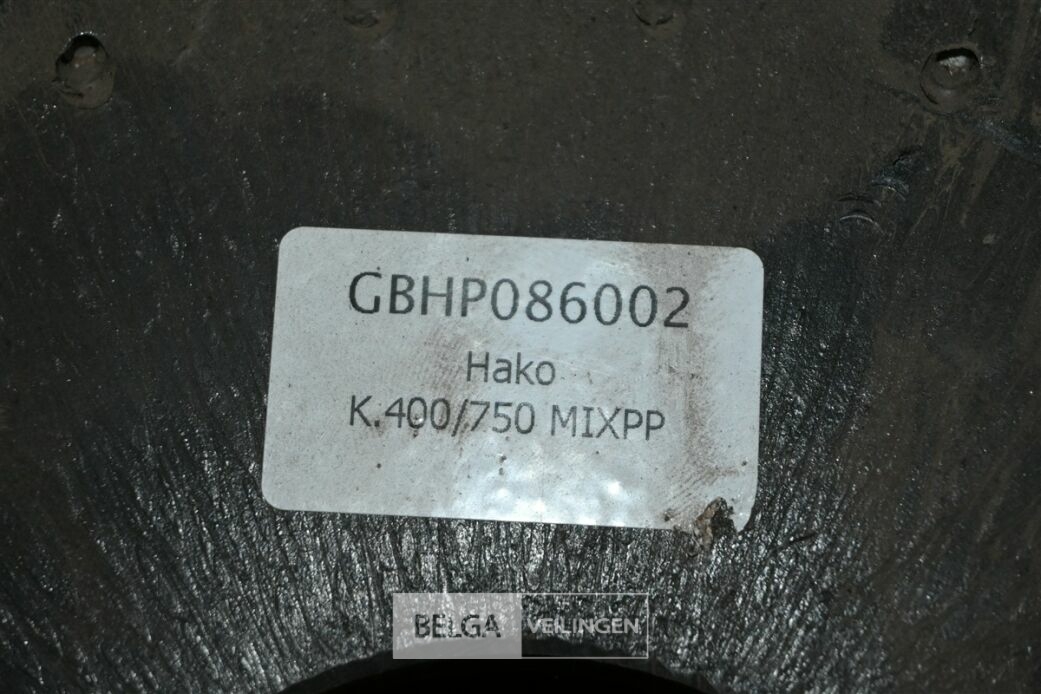 GBHP086002
Hako
K.400/750 MIXPP
BELGA VEILINGEN